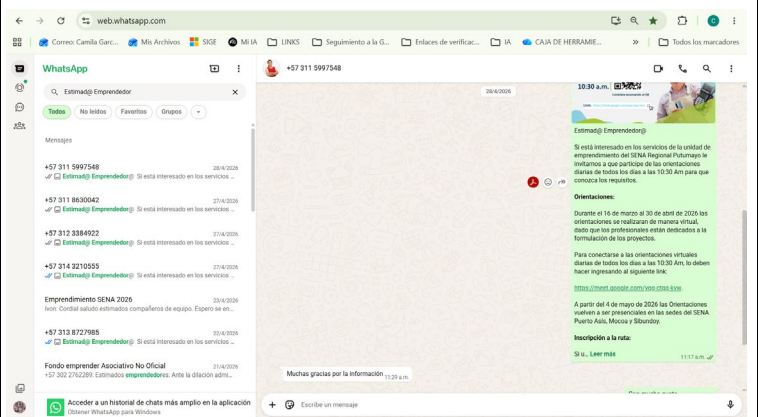 web.whatsapp.com
Correo: Camila Garc...
Mis Archivos
SIGE
Mi IA
LINKS
Seguimiento a la G...
Enlaces de verificac...
IA
CAJA DE HERRAMIE...
»
Todos los marcadores
WhatsApp
Estimad@ Emprendedor
Todos
No leídos
Favoritos
Grupos
Mensajes
+57 311 5997548
28/4/2026
Estimad@ Emprendedor@ Si está interesado en los servicios ...
+57 311 8630042
27/4/2026
Estimad@ Emprendedor@ Si está interesado en los servicios ...
+57 312 3384922
27/4/2026
Estimad@ Emprendedor@ Si está interesado en los servicios ...
+57 314 3210555
27/4/2026
Estimad@ Emprendedor@ Si está interesado en los servicios ...
Emprendimiento SENA 2026
23/4/2026
Ivon: Cordial saludo estimados compañeros de equipo. Espero se en...
+57 313 8727985
22/4/2026
Estimad@ Emprendedor@ Si está interesado en los servicios ...
Fondo emprender Asociativo No Oficial
21/4/2026
+57 302 2762289: Estimados emprendedores: Ante la dilación admi...
Acceder a un historial de chats más amplio en la aplicación
Obtener WhatsApp para Windows
+57 311 5997548
28/4/2026
10:30 a.m.
Estimad@ Emprendedor@
Si está interesado en los servicios de la unidad de
emprendimiento del SENA Regional Putumayo le
invitamos a que participe de las orientaciones
diarias de todos los días a las 10:30 Am para que
conozca los requisitos.
Orientaciones:
Durante el 16 de marzo al 30 de abril de 2026 las
orientaciones se realizaran de manera virtual,
dado que los profesionales están dedicados a la
formulación de los proyectos.
Para conectarse a las orientaciones virtuales
diarias de todos los días a las 10:30 Am, lo deben
hacer ingresando al siguiente link:
A partir del 4 de mayo de 2026 las Orientaciones
vuelven a ser presenciales en las sedes del SENA
Puerto Asís, Mocoa y Sibundoy.
Inscripción a la ruta:
Si u... Leer más
11:17 a.m.
Muchas gracias por la información
11:29 a.m.
Escribe un mensaje